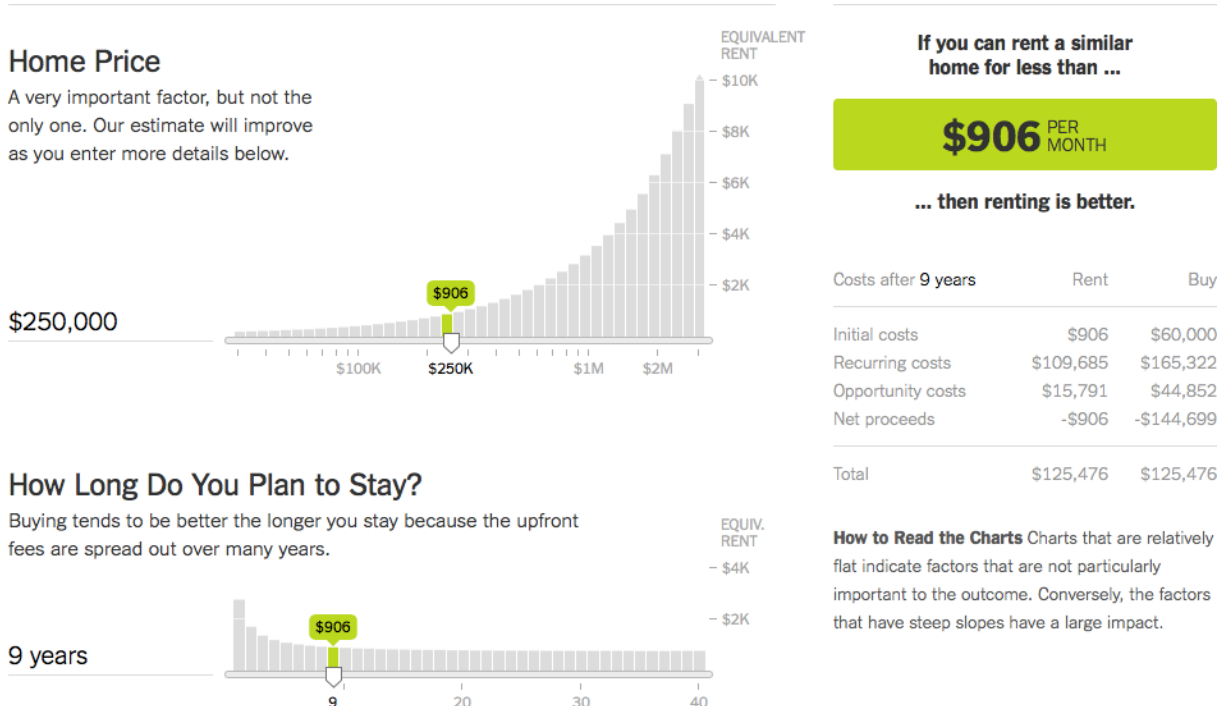 Home Price
A very important factor, but not the
only one. Our estimate will improve
as you enter more details below.
$250,000
EQUIVALENT
RENT
$10K
$8K
$6K
$4K
$2K
$906
$100K $250K $1M $2M
How Long Do You Plan to Stay?
Buying tends to be better the longer you stay because the upfront
fees are spread out over many years.
9 years
EQUIV.
RENT
$4K
$2K
$906
9 20 30 40
If you can rent a similar
home for less than ...
$906 PER
MONTH
... then renting is better.
Costs after 9 years Rent Buy
Initial costs $906 $60,000
Recurring costs $109,685 $165,322
Opportunity costs $15,791 $44,852
Net proceeds -$906 -$144,699
Total $125,476 $125,476
How to Read the Charts Charts that are relatively
flat indicate factors that are not particularly
important to the outcome. Conversely, the factors
that have steep slopes have a large impact.